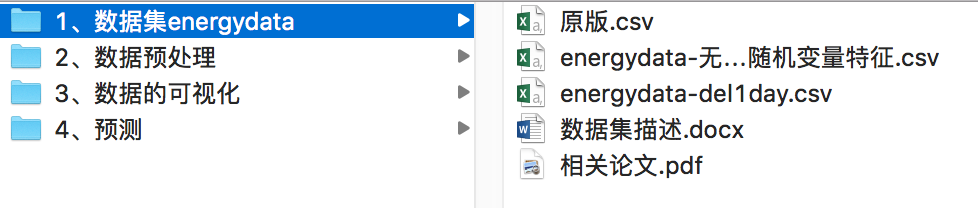 1、数据集energydata
2、数据预处理
3、数据的可视化
4、预测
原版.csv
energydata-无...随机变量特征.csv
energydata-del1day.csv
数据集描述.docx
相关论文.pdf